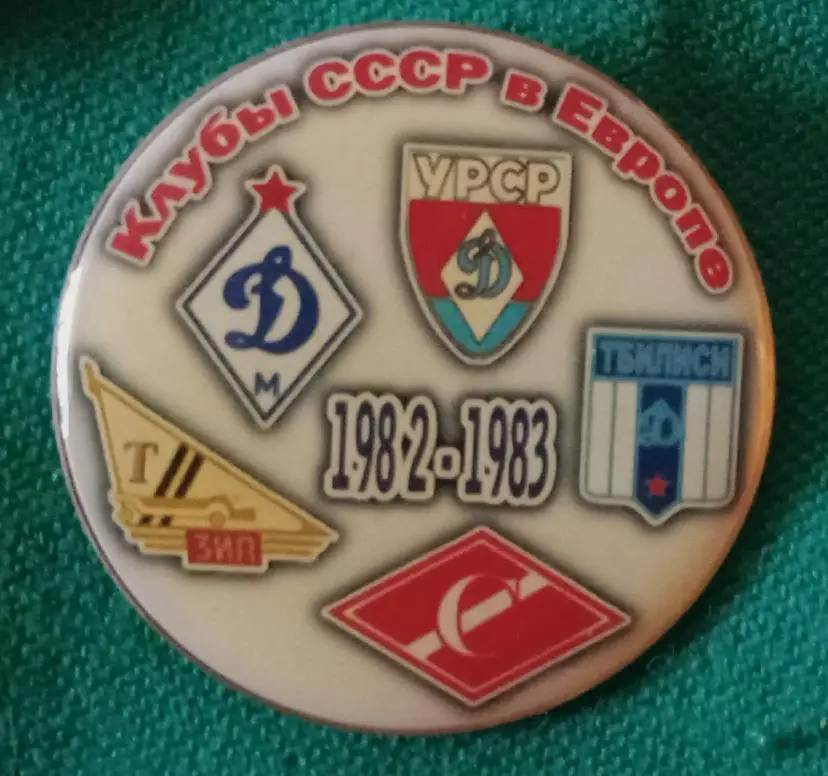 Клубы СССР в Европе
Д
М
УРСР
Д
ТБИЛИСИ
Д
1982-1983
Т
ЗИЛ
С